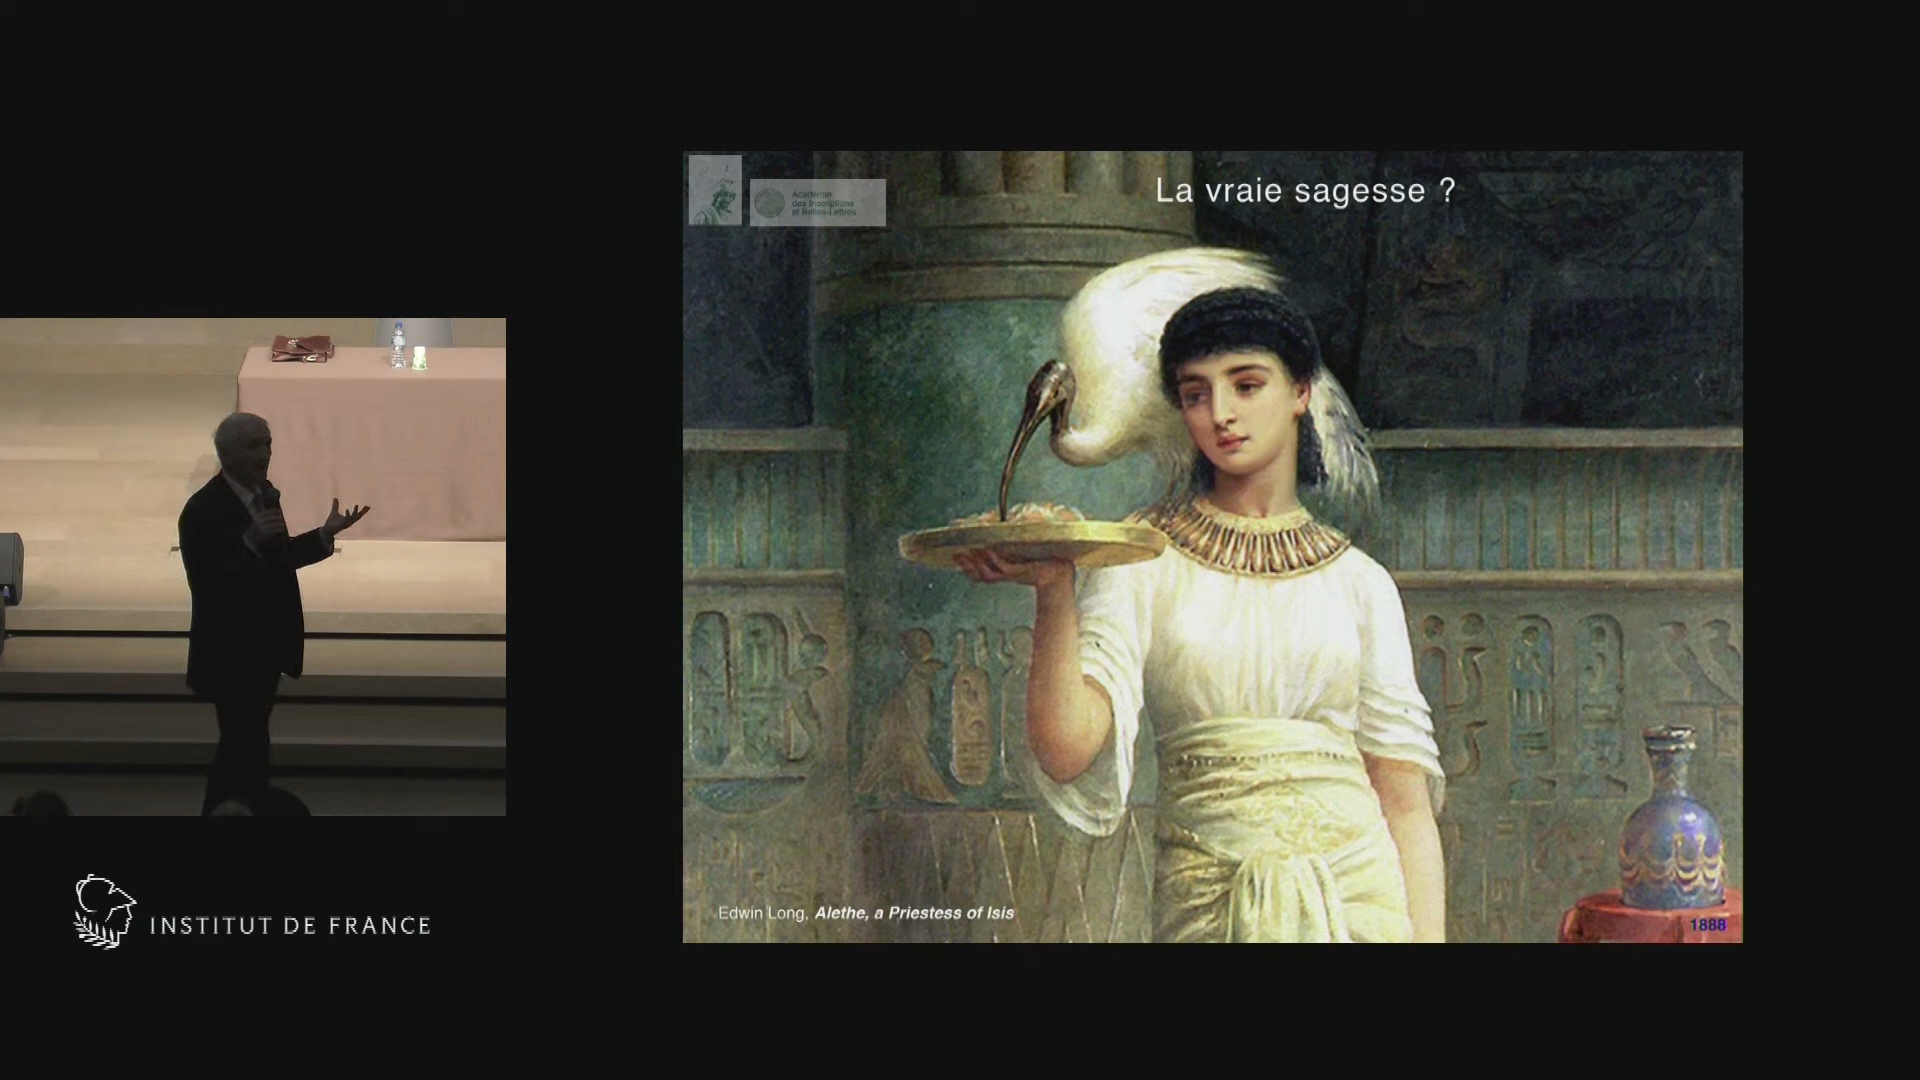 La vraie sagesse ?
Académie
des Inscriptions
et Belles-Lettres
Edwin Long, Alethe, a Priestess of Isis
1888
INSTITUT DE FRANCE